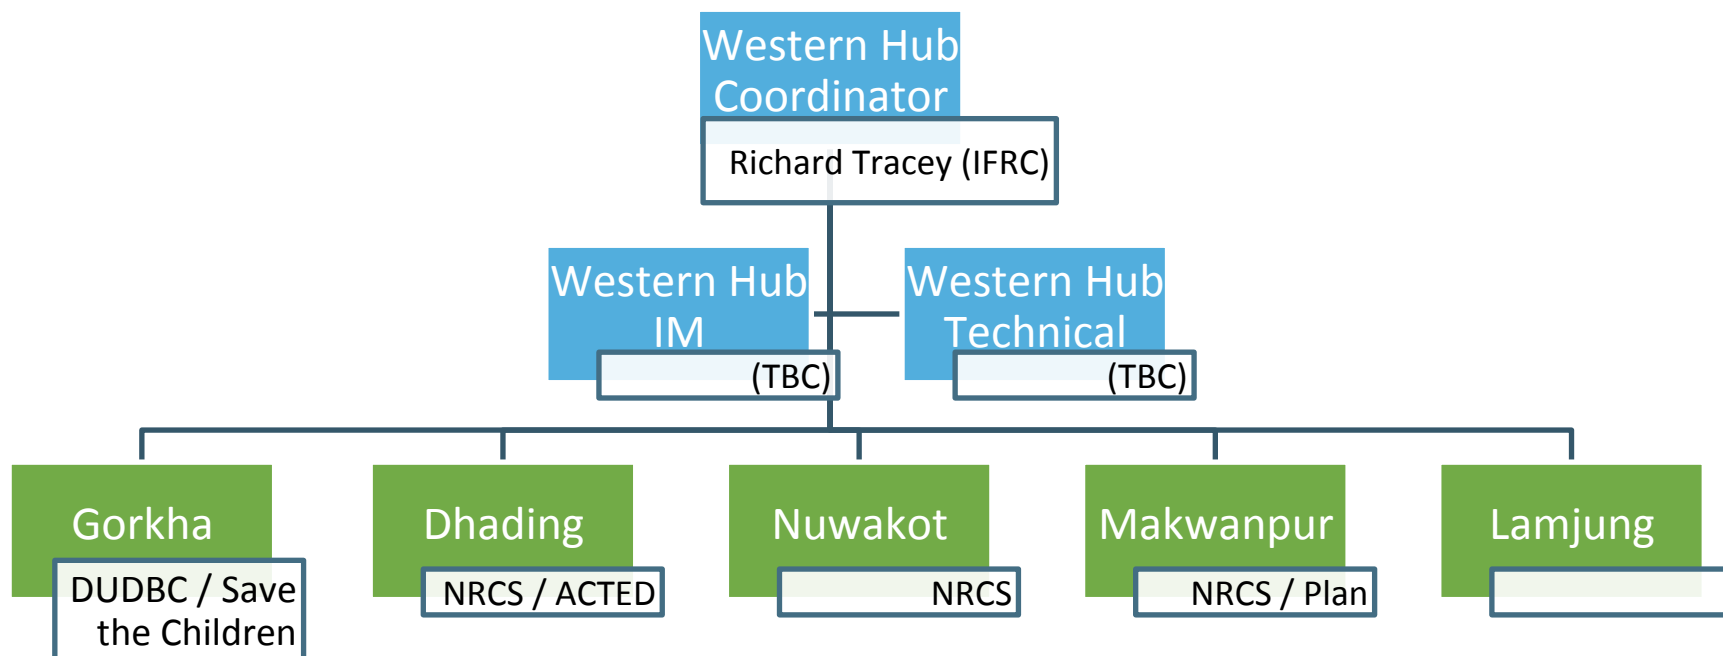 Western Hub
Coordinator
Richard Tracey (IFRC)
Western Hub
IM
(TBC)
Western Hub
Technical
(TBC)
Gorkha
DUDBC / Save
the Children
Dhading
NRCS / ACTED
Nuwakot
NRCS
Makwanpur
NRCS / Plan
Lamjung